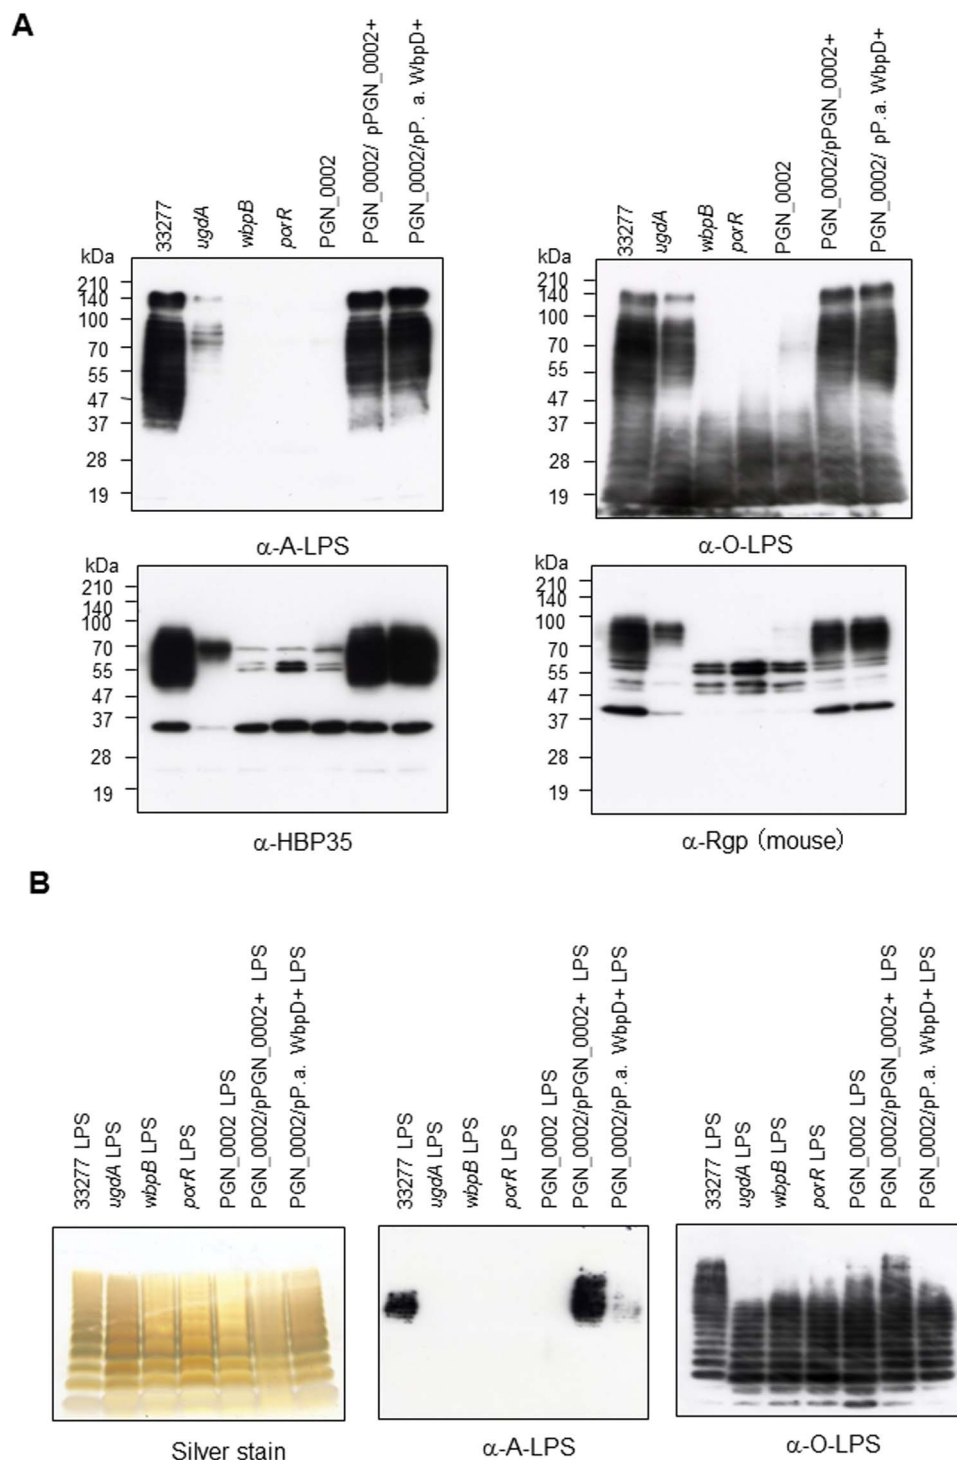 A
33277
ugdA
wbpB
porR
PGN_0002
PGN_0002/ pPGN_0002+
PGN_0002/pP. a. WbpD+
33277
ugdA
wbpB
porR
PGN_0002
PGN_0002/pPGN_0002+
PGN_0002/ pP.a. WbpD+
kDa
210
140
100
70
55
47
37
28
19
α-A-LPS
kDa
210
140
100
70
55
47
37
28
19
α-O-LPS
kDa
210
140
100
70
55
47
37
28
19
α-HBP35
kDa
210
140
100
70
55
47
37
28
19
α-Rgp (mouse)
B
33277 LPS
ugdA LPS
wbpB LPS
porR LPS
PGN_0002 LPS
PGN_0002/pPGN_0002+ LPS
PGN_0002/pP.a. WbpD+ LPS
Silver stain
33277 LPS
ugdA LPS
wbpB LPS
porR LPS
PGN_0002 LPS
PGN_0002/pPGN_0002+ LPS
PGN_0002/pP.a. WbpD+ LPS
α-A-LPS
33277 LPS
ugdA LPS
wbpB LPS
porR LPS
PGN_0002 LPS
PGN_0002/pPGN_0002+ LPS
PGN_0002/pP.a. WbpD+ LPS
α-O-LPS